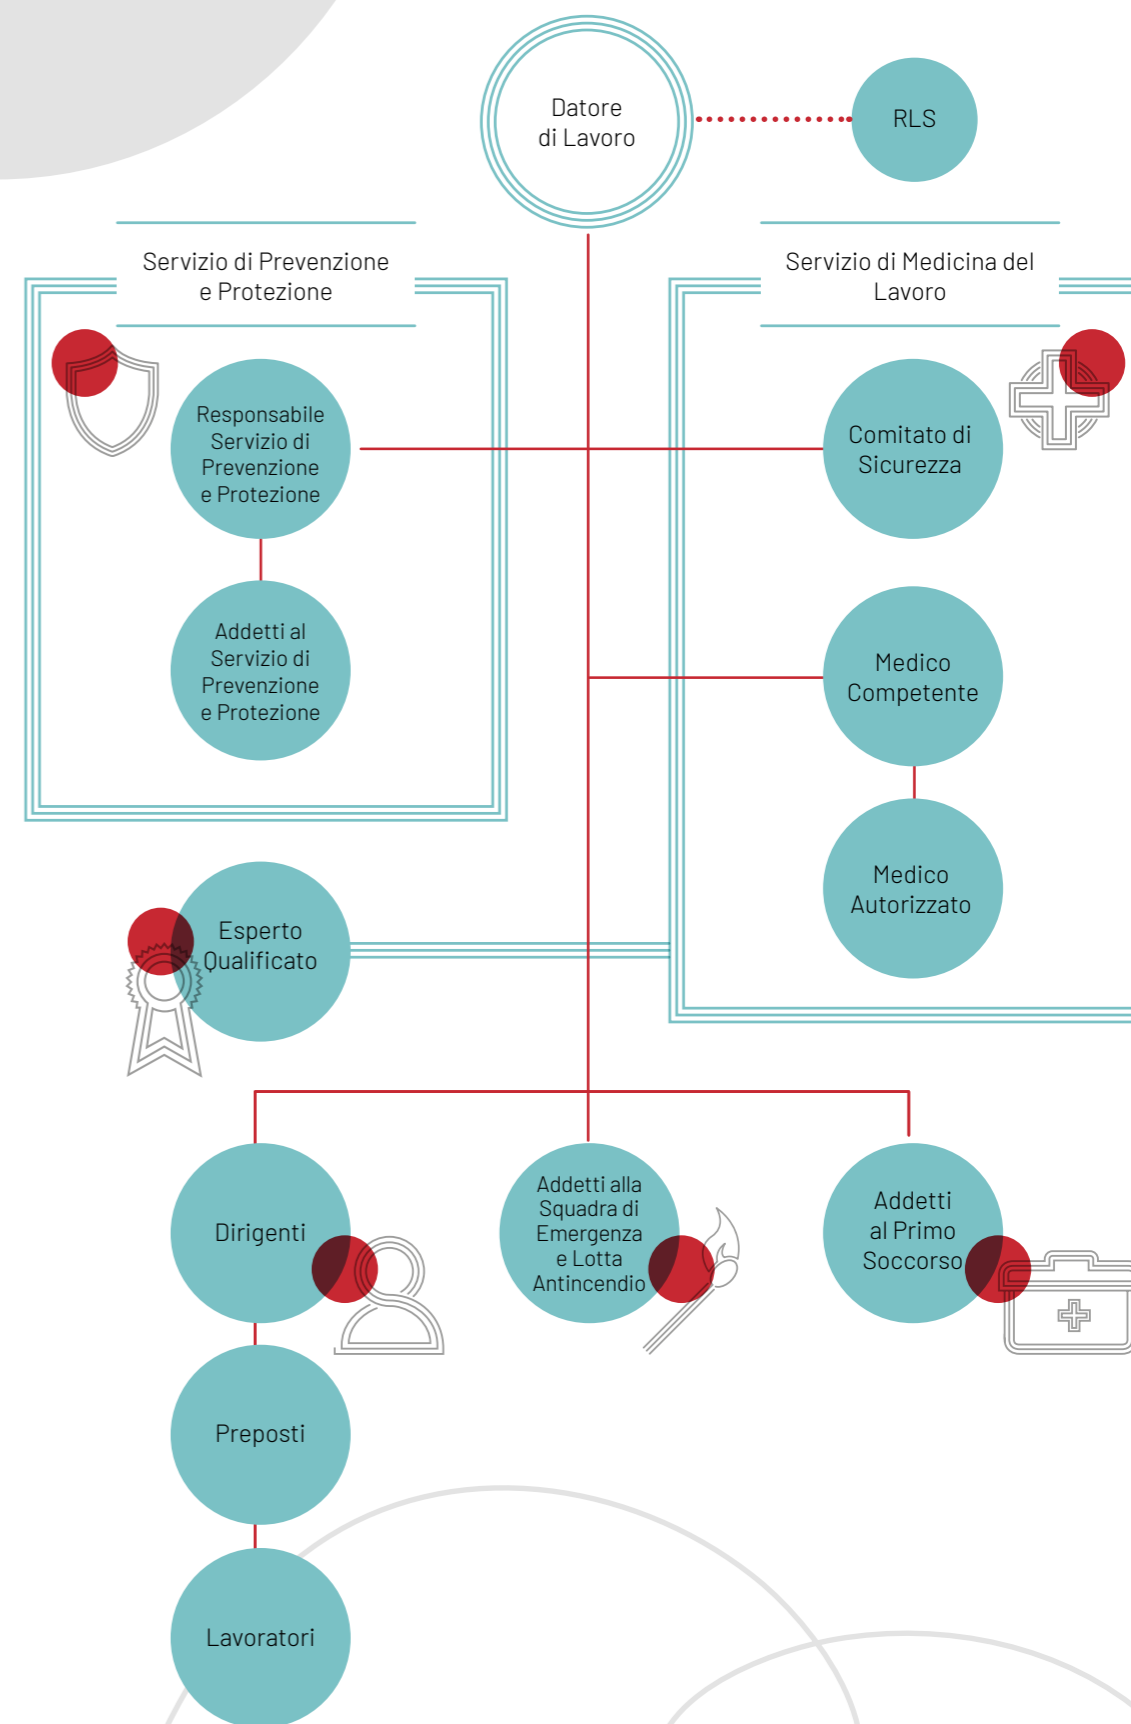 Datore
di Lavoro
RLS
Servizio di Prevenzione
e Protezione
Servizio di Medicina del
Lavoro
Responsabile
Servizio di
Prevenzione
e Protezione
Comitato di
Sicurezza
Addetti al
Servizio di
Prevenzione
e Protezione
Medico
Competente
Medico
Autorizzato
Esperto
Qualificato
Dirigenti
Addetti alla
Squadra di
Emergenza
e Lotta
Antincendio
Addetti
al Primo
Soccorso
Preposti
Lavoratori